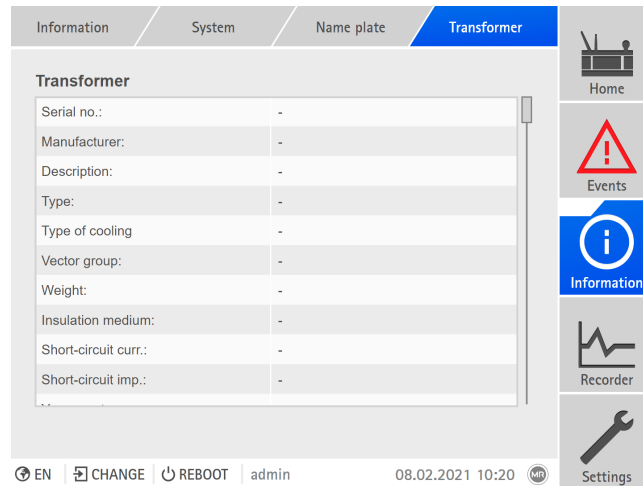 Information System Name plate Transformer
Transformer
Serial no.: -
Manufacturer: -
Description: -
Type: -
Type of cooling -
Vector group: -
Weight: -
Insulation medium: -
Short-circuit curr.: -
Short-circuit imp.: -
Home
Events
Information
Recorder
Settings
EN CHANGE REBOOT admin 08.02.2021 10:20 MR